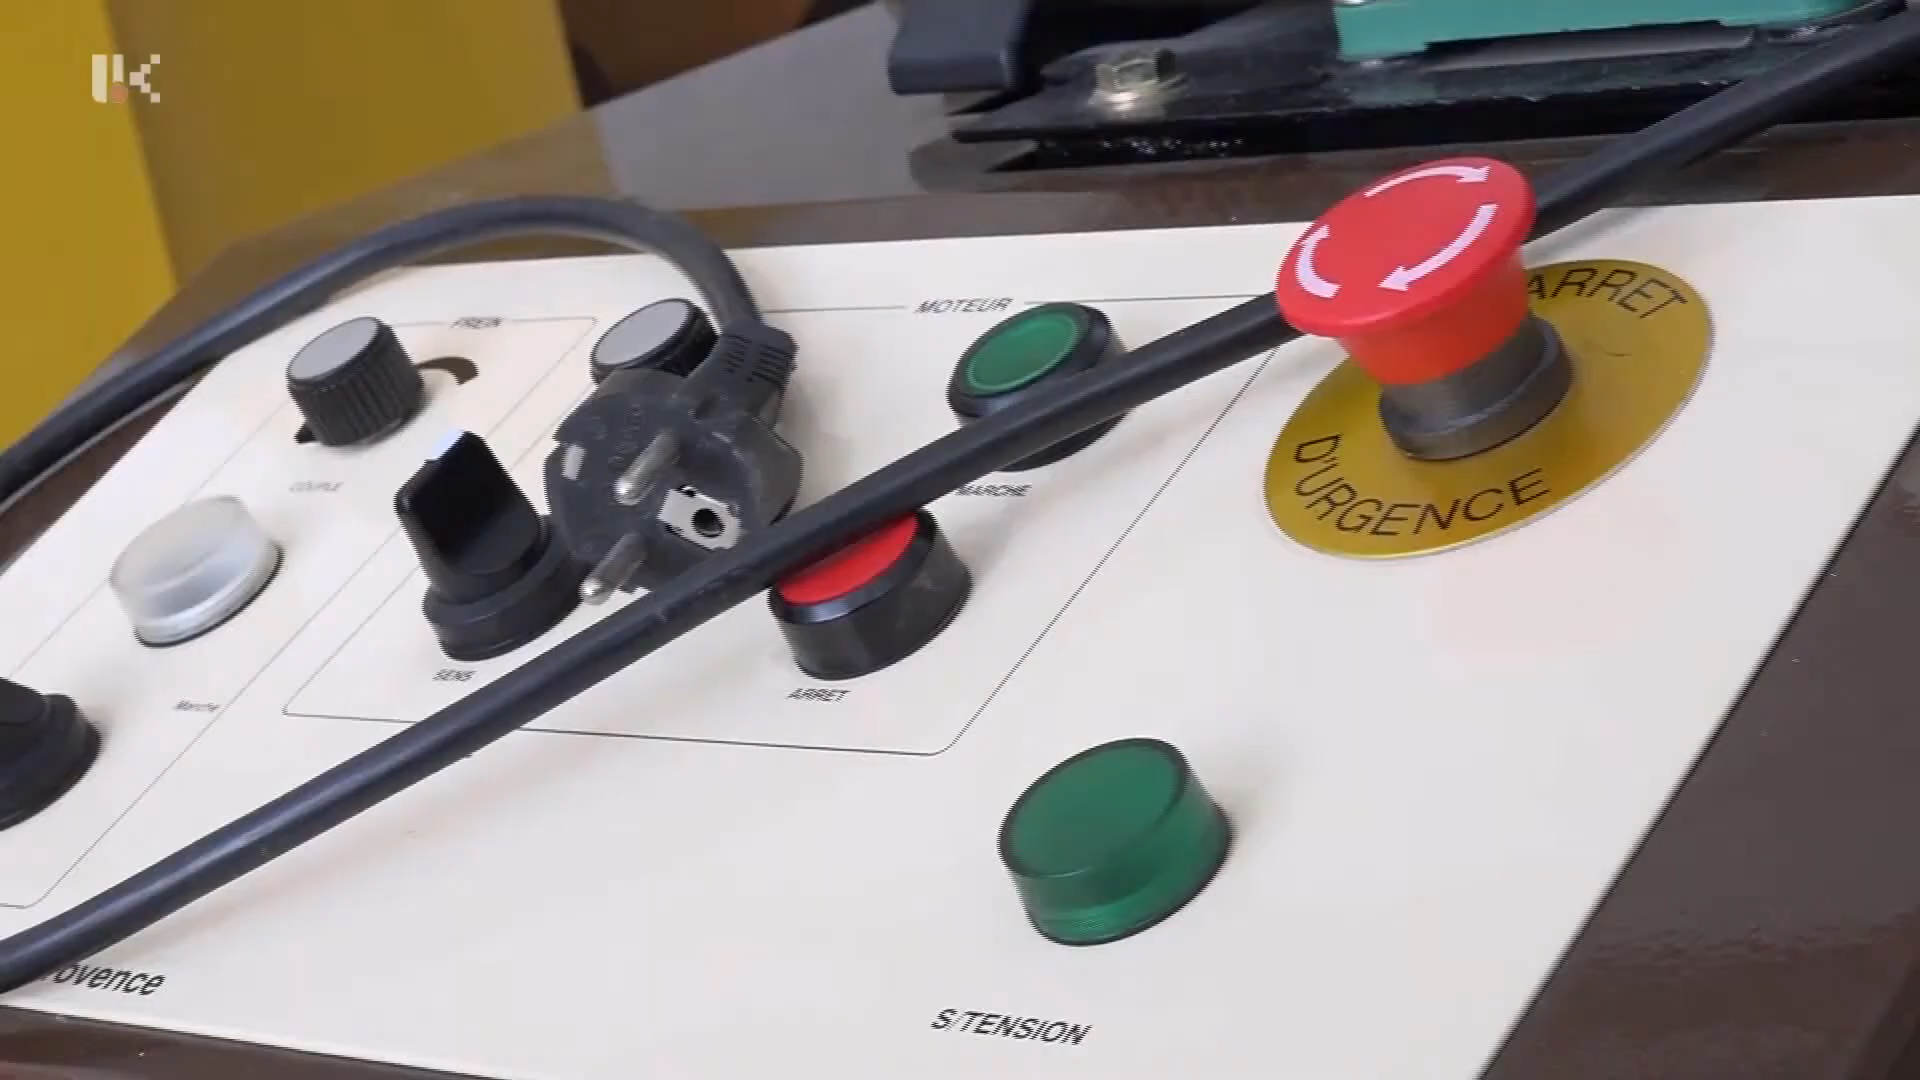 FREIN
MOTEUR
ARRET
D'URGENCE
COUPLE
MARCHE
SENS
ARRET
Marche
ovence
S/TENSION